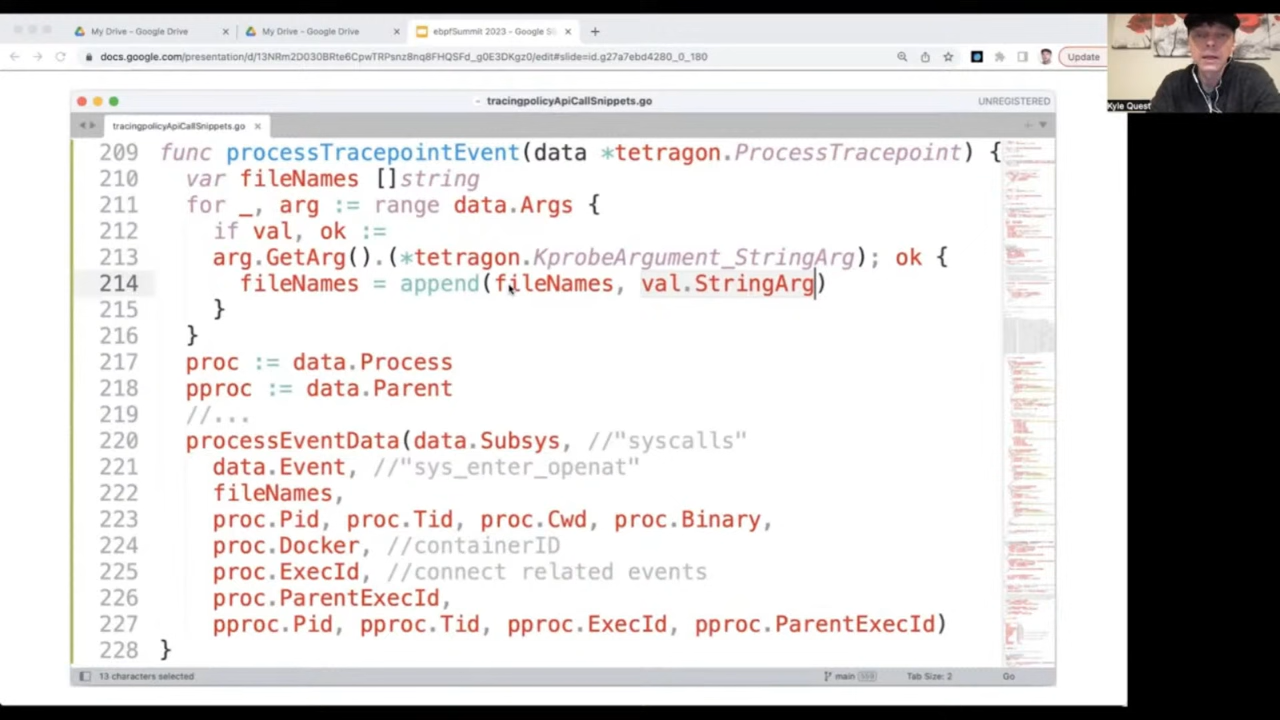 My Drive - Google Drive
My Drive - Google Drive
ebpfSummit 2023 - Google S
docs.google.com/presentation/d/13NRm2D030BRte6CpwTRPsnz8nq8FHQSFd_g0E3DKgz0/edit#slide=id.g27a7ebd4280_0_180
Update
Kyle Quest
tracingpolicyApiCallSnippets.go
UNREGISTERED
tracingpolicyApiCallSnippets.go
209 func processTracepointEvent(data *tetragon.ProcessTracepoint) {
210 var fileNames []string
211 for _, arg := range data.Args {
212 if val, ok :=
213 arg.GetArg().(*tetragon.KprobeArgument_StringArg); ok {
214 fileNames = append(fileNames, val.StringArg)
215 }
216 }
217 proc := data.Process
218 pproc := data.Parent
219 //...
220 processEventData(data.Subsys, //"syscalls"
221 data.Event, //"sys_enter_openat"
222 fileNames,
223 proc.Pid, proc.Tid, proc.Cwd, proc.Binary,
224 proc.Docker, //containerID
225 proc.ExecId, //connect related events
226 proc.ParentExecId,
227 pproc.Pid, pproc.Tid, pproc.ExecId, pproc.ParentExecId)
228 }
13 characters selected
main
Tab Size: 2
Go